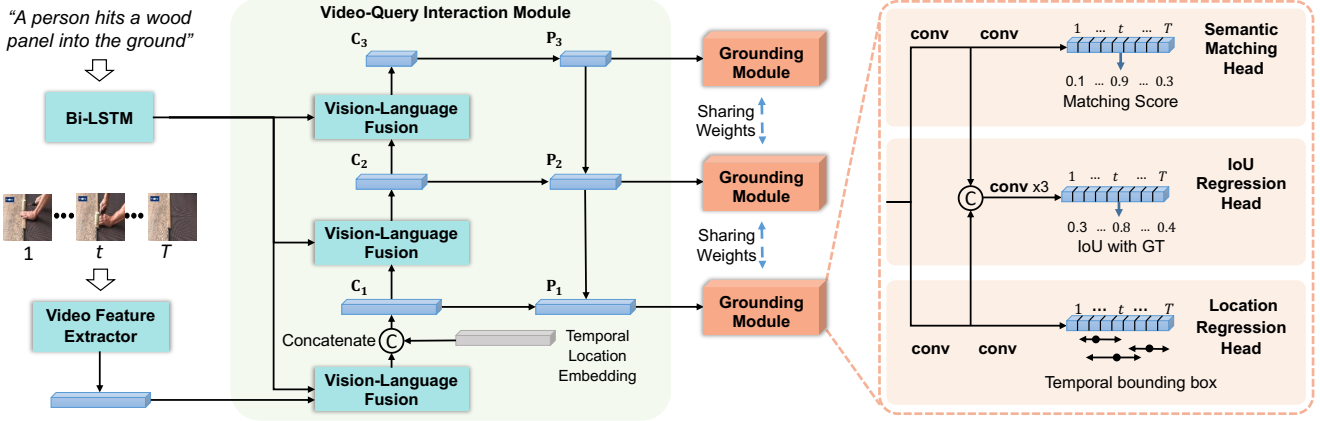 “A person hits a wood
panel into the ground”
Bi-LSTM
1
t
T
Video Feature
Extractor
Video-Query Interaction Module
C3
P3
Vision-Language
Fusion
C2
P2
Vision-Language
Fusion
C1
P1
Concatenate
C
Temporal
Location
Embedding
Vision-Language
Fusion
Grounding
Module
Sharing
Weights
Grounding
Module
Sharing
Weights
Grounding
Module
conv
conv
1 ... t ... T
0.1 ... 0.9 ... 0.3
Matching Score
Semantic
Matching
Head
C
conv x3
1 ... t ... T
0.3 ... 0.8 ... 0.4
IoU with GT
IoU
Regression
Head
conv
conv
1 ... t ... T
Temporal bounding box
Location
Regression
Head